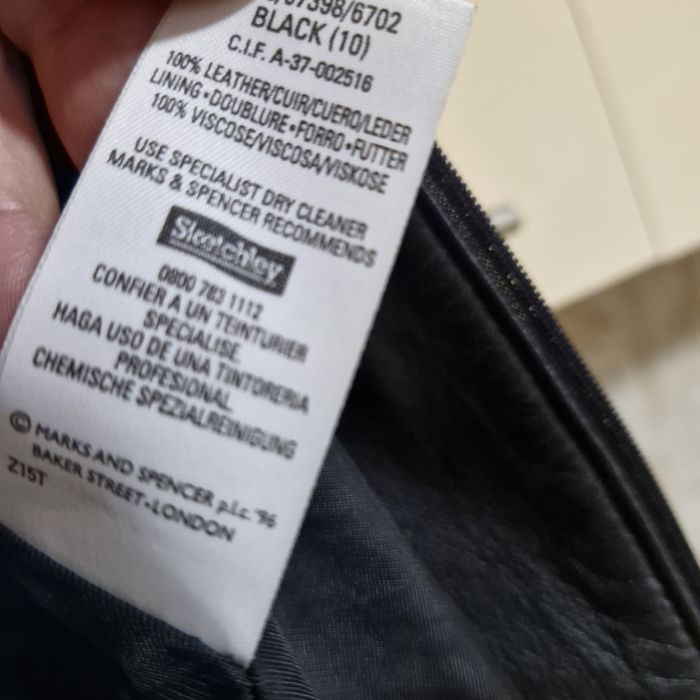 /6702
BLACK (10)
C.I.F. A-37-002516
100% LEATHER/CUIR/CUERO/LEDER
LINING•DOUBLURE•FORRO•FUTTER
100% VISCOSE/VISCOSA/VISKOSE
USE SPECIALIST DRY CLEANER
MARKS & SPENCER RECOMMENDS
Sketchley
0800 783 1112
CONFIER A UN TEINTURIER
SPECIALISE.
HAGA USO DE UNA TINTORERIA
PROFESIONAL
CHEMISCHE SPEZIALREINIGUNG
© MARKS AND SPENCER p.l.c. '96
BAKER STREET•LONDON
Z15T